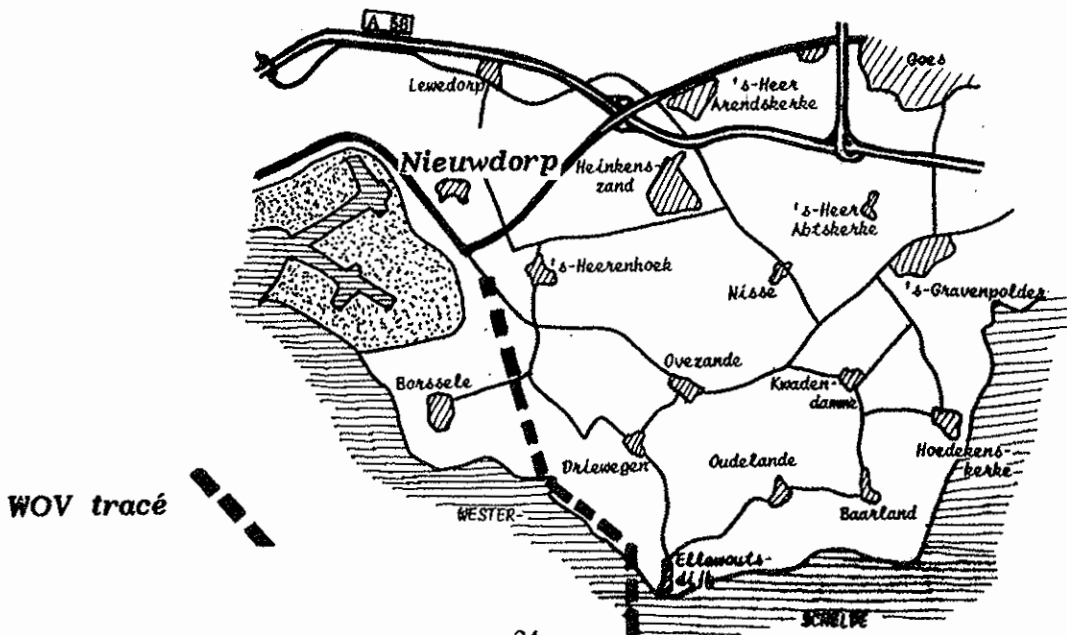 A 58
Goes
Lewedorp
's-Heer
Arendskerke
Nieuwdorp
Heinkens-
zand
's-Heer
Abtskerke
's-Heerenhoek
Nisse
's-Gravenpolder
Ovezande
Borssele
Kwaden-
damme
Driewegen
Oudelande
Hoedekens-
kerke
WOV tracé
WESTER-
Baarland
Ellewouts-
dijk
SCHELDE